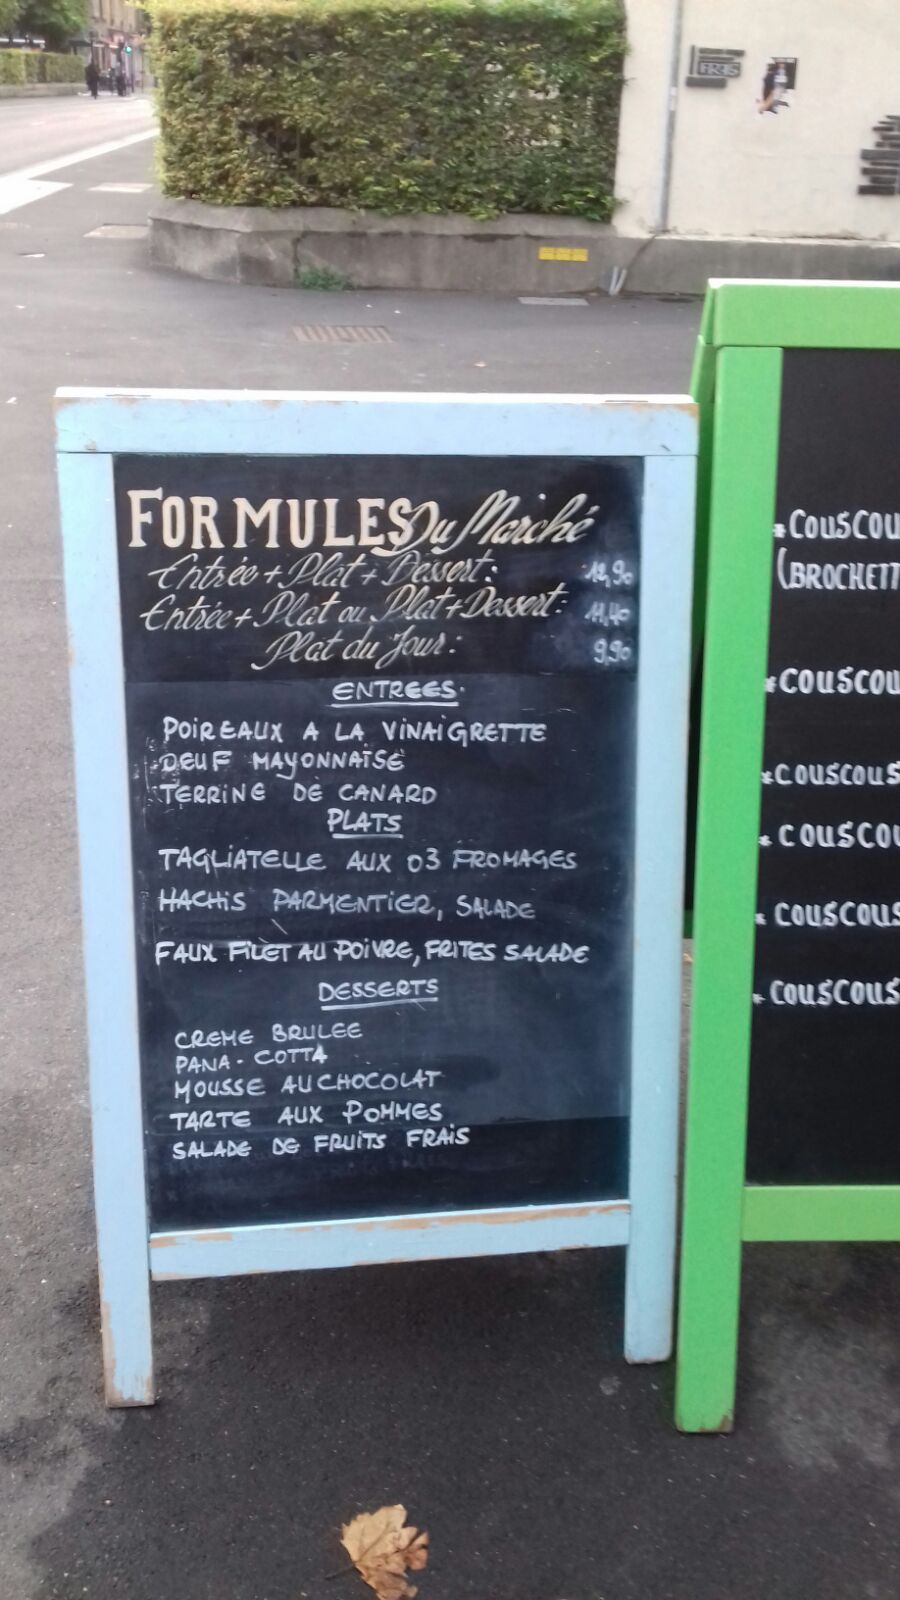 FORMULES Du Marché
Entrée + Plat + Dessert: 12,90
Entrée + Plat ou Plat + Dessert: 11,40
Plat du Jour: 9,90
ENTREES.
POIREAUX A LA VINAIGRETTE
OEUF MAYONNAISE
TERRINE DE CANARD
PLATS
TAGLIATELLE AUX 03 FROMAGES
HACHIS PARMENTIER, SALADE
FAUX FILET AU POIVRE, FRITES SALADE
DESSERTS
CREME BRULEE
PANA-COTTA
MOUSSE AU CHOCOLAT
TARTE AUX POMMES
SALADE DE FRUITS FRAIS
*COUSCOU
(BROCHETT
*COUSCOU
*COUSCOUS
*COUSCOU
*COUSCOUS
*COUSCOUS